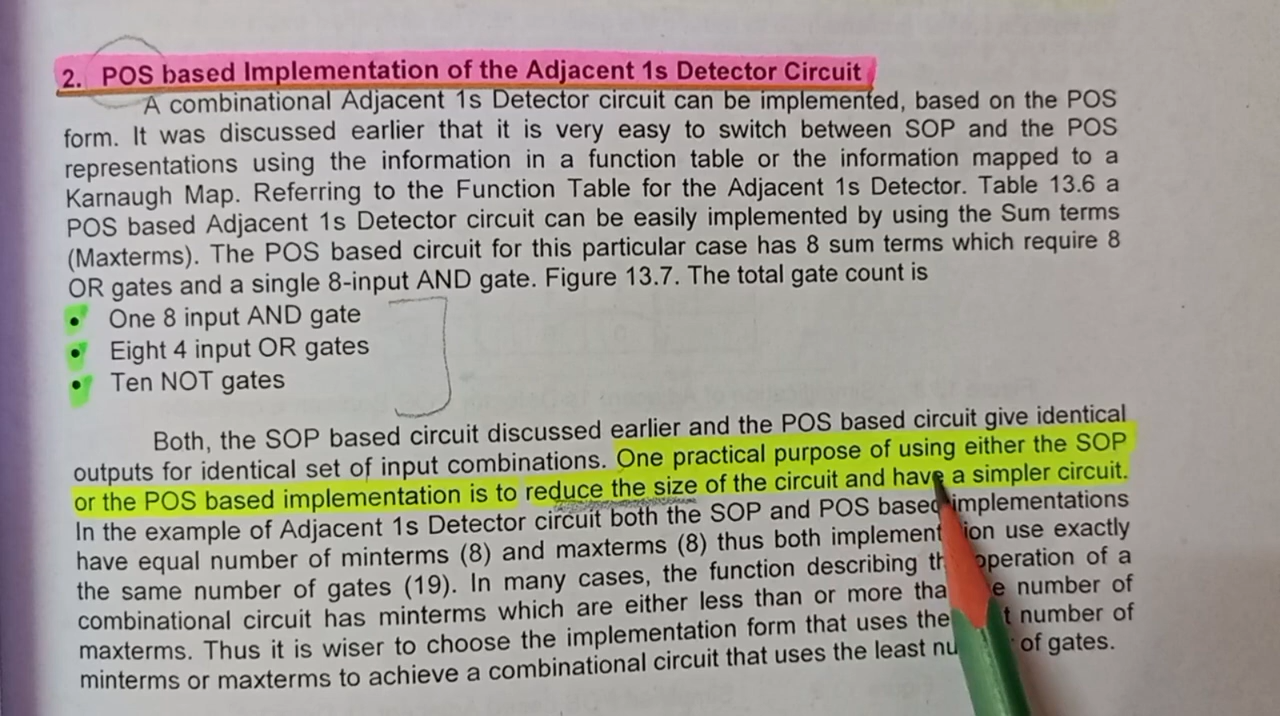 2. POS based Implementation of the Adjacent 1s Detector Circuit
A combinational Adjacent 1s Detector circuit can be implemented, based on the POS
form. It was discussed earlier that it is very easy to switch between SOP and the POS
representations using the information in a function table or the information mapped to a
Karnaugh Map. Referring to the Function Table for the Adjacent 1s Detector. Table 13.6 a
POS based Adjacent 1s Detector circuit can be easily implemented by using the Sum terms
(Maxterms). The POS based circuit for this particular case has 8 sum terms which require 8
OR gates and a single 8-input AND gate. Figure 13.7. The total gate count is
• One 8 input AND gate
• Eight 4 input OR gates
• Ten NOT gates
Both, the SOP based circuit discussed earlier and the POS based circuit give identical
outputs for identical set of input combinations. One practical purpose of using either the SOP
or the POS based implementation is to reduce the size of the circuit and have a simpler circuit.
In the example of Adjacent 1s Detector circuit both the SOP and POS based implementations
have equal number of minterms (8) and maxterms (8) thus both implementation use exactly
the same number of gates (19). In many cases, the function describing operation of a
combinational circuit has minterms which are either less than or more number of
maxterms. Thus it is wiser to choose the implementation form that uses the number of
minterms or maxterms to achieve a combinational circuit that uses the least of gates.